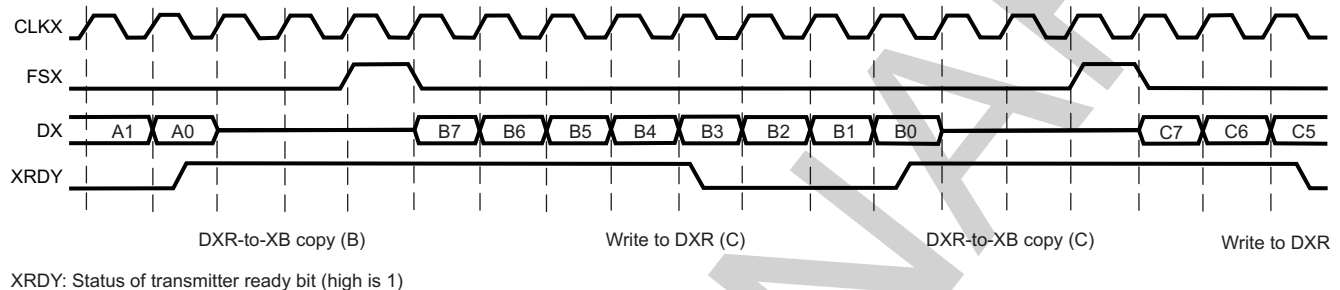 CLKX
FSX
DX A1 A0 B7 B6 B5 B4 B3 B2 B1 B0 C7 C6 C5
XRDY
DXR-to-XB copy (B) Write to DXR (C) DXR-to-XB copy (C) Write to DXR
XRDY: Status of transmitter ready bit (high is 1)